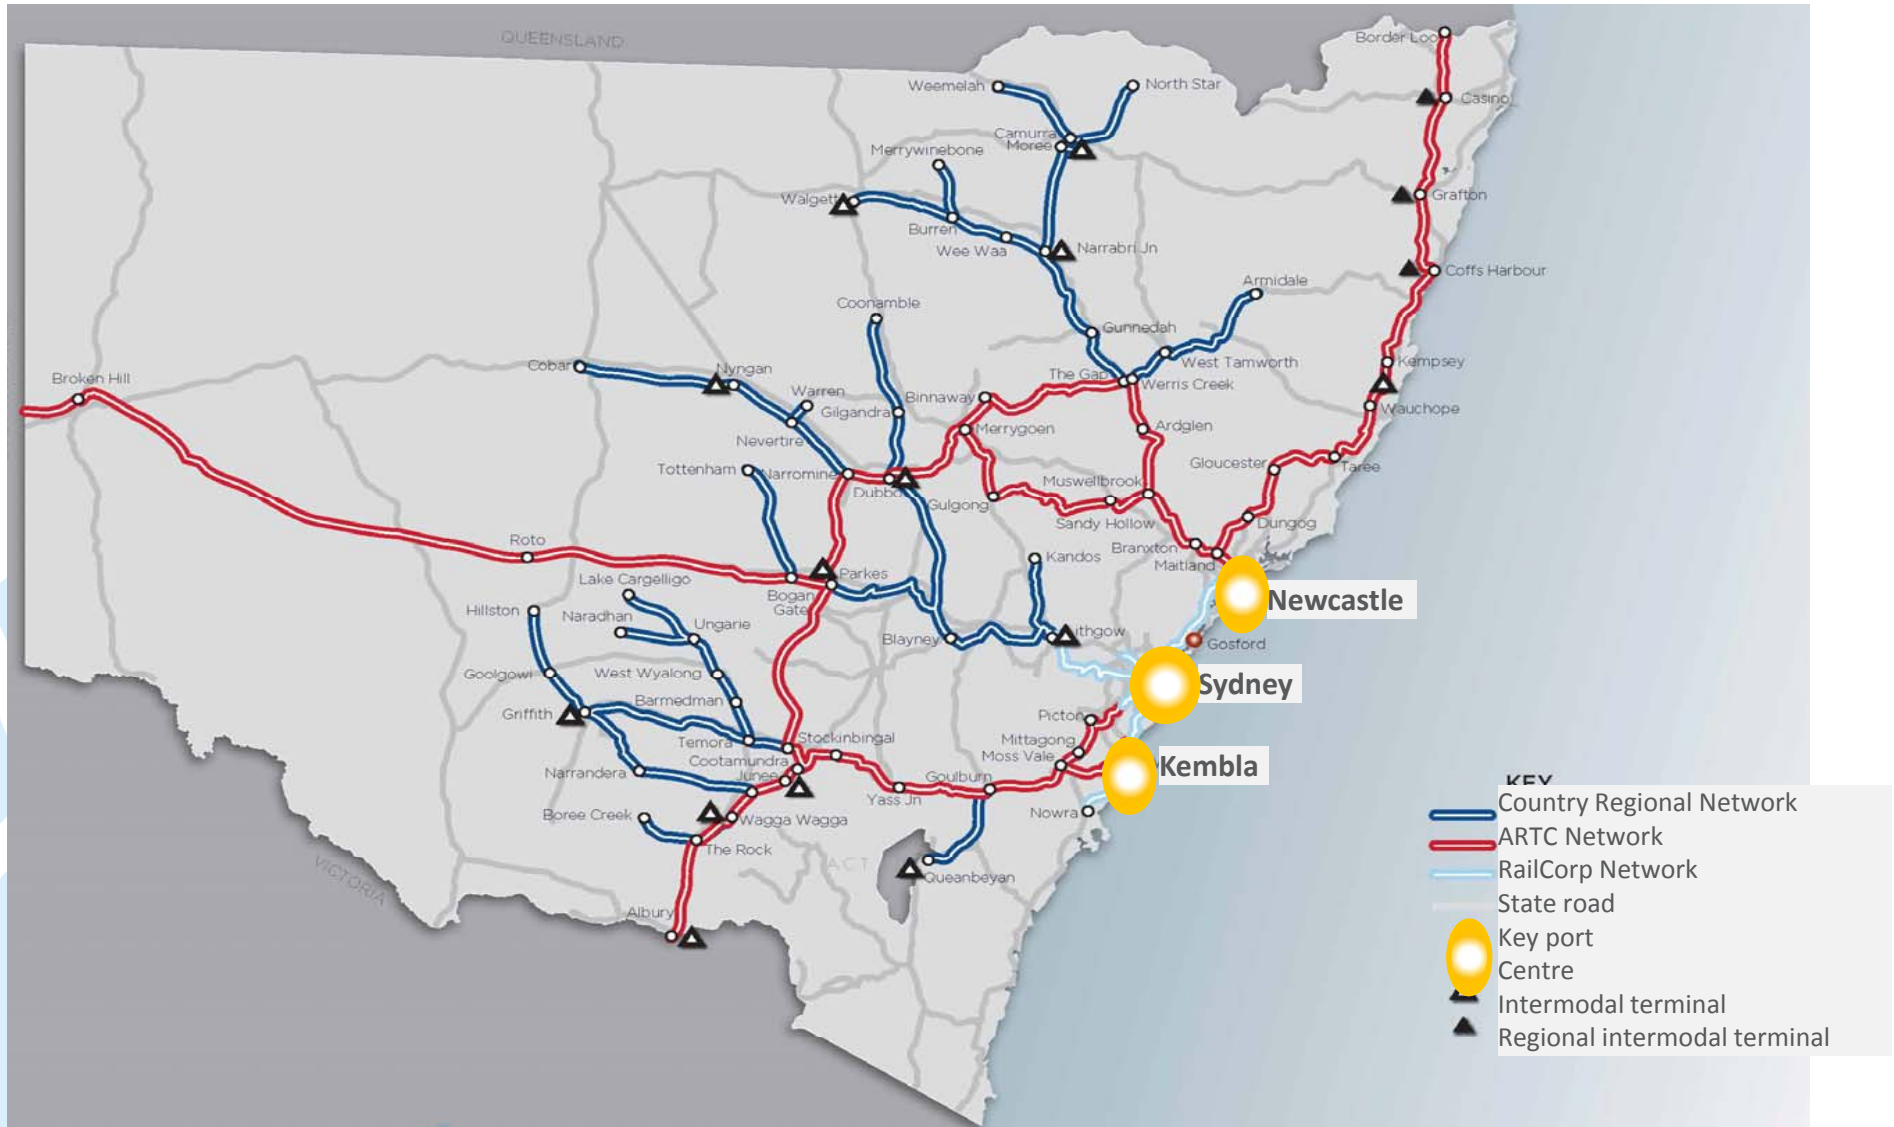 QUEENSLAND
Border Loo
Weemelah
North Star
Casino
Camurra
Moree
Merrywinebone
Walgett
Grafton
Burren
Wee Waa
Narrabri Jn
Coffs Harbour
Armidale
Coonamble
Gunnedah
Cobar
Nyngan
West Tamworth
Kempsey
Broken Hill
The Gap
Werris Creek
Warren
Binnaway
Gilgandra
Wauchope
Merrygoen
Ardglen
Nevertire
Tottenham
Narromine
Gloucester
Taree
Dubbo
Gulgong
Muswellbrook
Sandy Hollow
Dungog
Roto
Branxton
Kandos
Maitland
Lake Cargelligo
Parkes
Bogan
Gate
Newcastle
Hillston
Naradhan
Ungarie
Blayney
ithgow
Gosford
Goolgowi
West Wyalong
Sydney
Barmedman
Griffith
Picton
Temora
Stockinbingal
Mittagong
Cootamundra
Moss Vale
Kembla
Narrandera
Junee
Goulburn
Yass Jn
KEY
Boree Creek
Wagga Wagga
Nowra
The Rock
ACT
Queanbeyan
VICTORIA
Albury
Country Regional Network
ARTC Network
RailCorp Network
State road
Key port
Centre
Intermodal terminal
Regional intermodal terminal